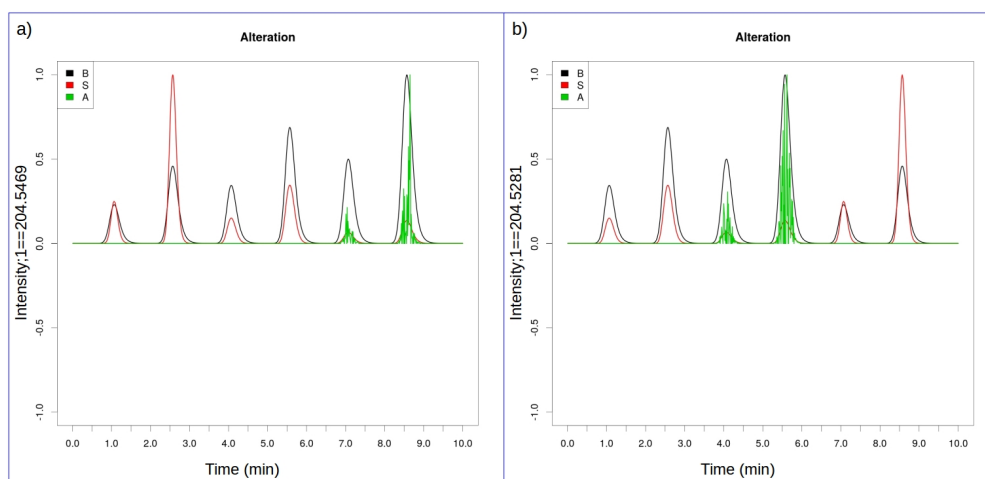 a)
Alteration
B
S
A
Intensity;1==204.5469
1.0
0.5
0.0
-0.5
-1.0
0.0 1.0 2.0 3.0 4.0 5.0 6.0 7.0 8.0 9.0 10.0
Time (min)
b)
Alteration
B
S
A
Intensity;1==204.5281
1.0
0.5
0.0
-0.5
-1.0
0.0 1.0 2.0 3.0 4.0 5.0 6.0 7.0 8.0 9.0 10.0
Time (min)